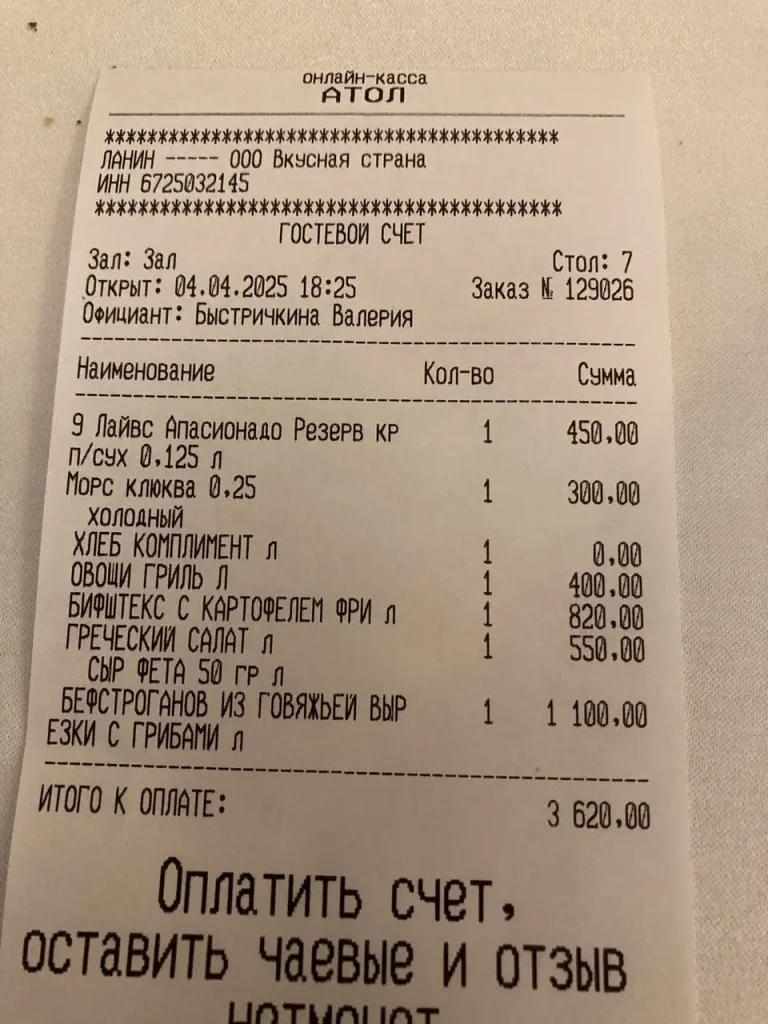 онлайн-касса
АТОЛ
*******************************************
ЛАНИН ----- ООО Вкусная страна
ИНН 6725032145
*******************************************
ГОСТЕВОЙ СЧЕТ
Зал: Зал Стол: 7
Открыт: 04.04.2025 18:25 Заказ № 129026
Официант: Быстричкина Валерия
Наименование Кол-во Сумма
9 Лайвс Апасионадо Резерв кр 1 450.00
п/сух 0.125 л
Морс клюква 0.25 1 300.00
холодный
ХЛЕБ КОМПЛИМЕНТ л 1 0.00
ОВОЩИ ГРИЛЬ Л 1 400.00
БИФШТЕКС С КАРТОФЕЛЕМ ФРИ л 1 820.00
ГРЕЧЕСКИЙ САЛАТ л 1 550.00
СЫР ФЕТА 50 гр л
БЕФСТРОГАНОВ ИЗ ГОВЯЖЬЕЙ ВЫР 1 1 100.00
ЕЗКИ С ГРИБАМИ л
ИТОГО К ОПЛАТЕ: 3 620.00
Оплатить счет,
оставить чаевые и отзыв